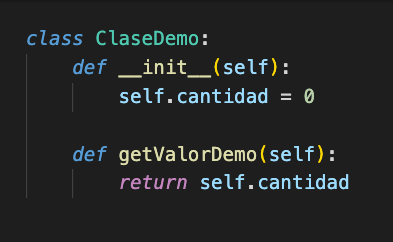 class ClaseDemo:
    def __init__(self):
        self.cantidad = 0

    def getValorDemo(self):
        return self.cantidad